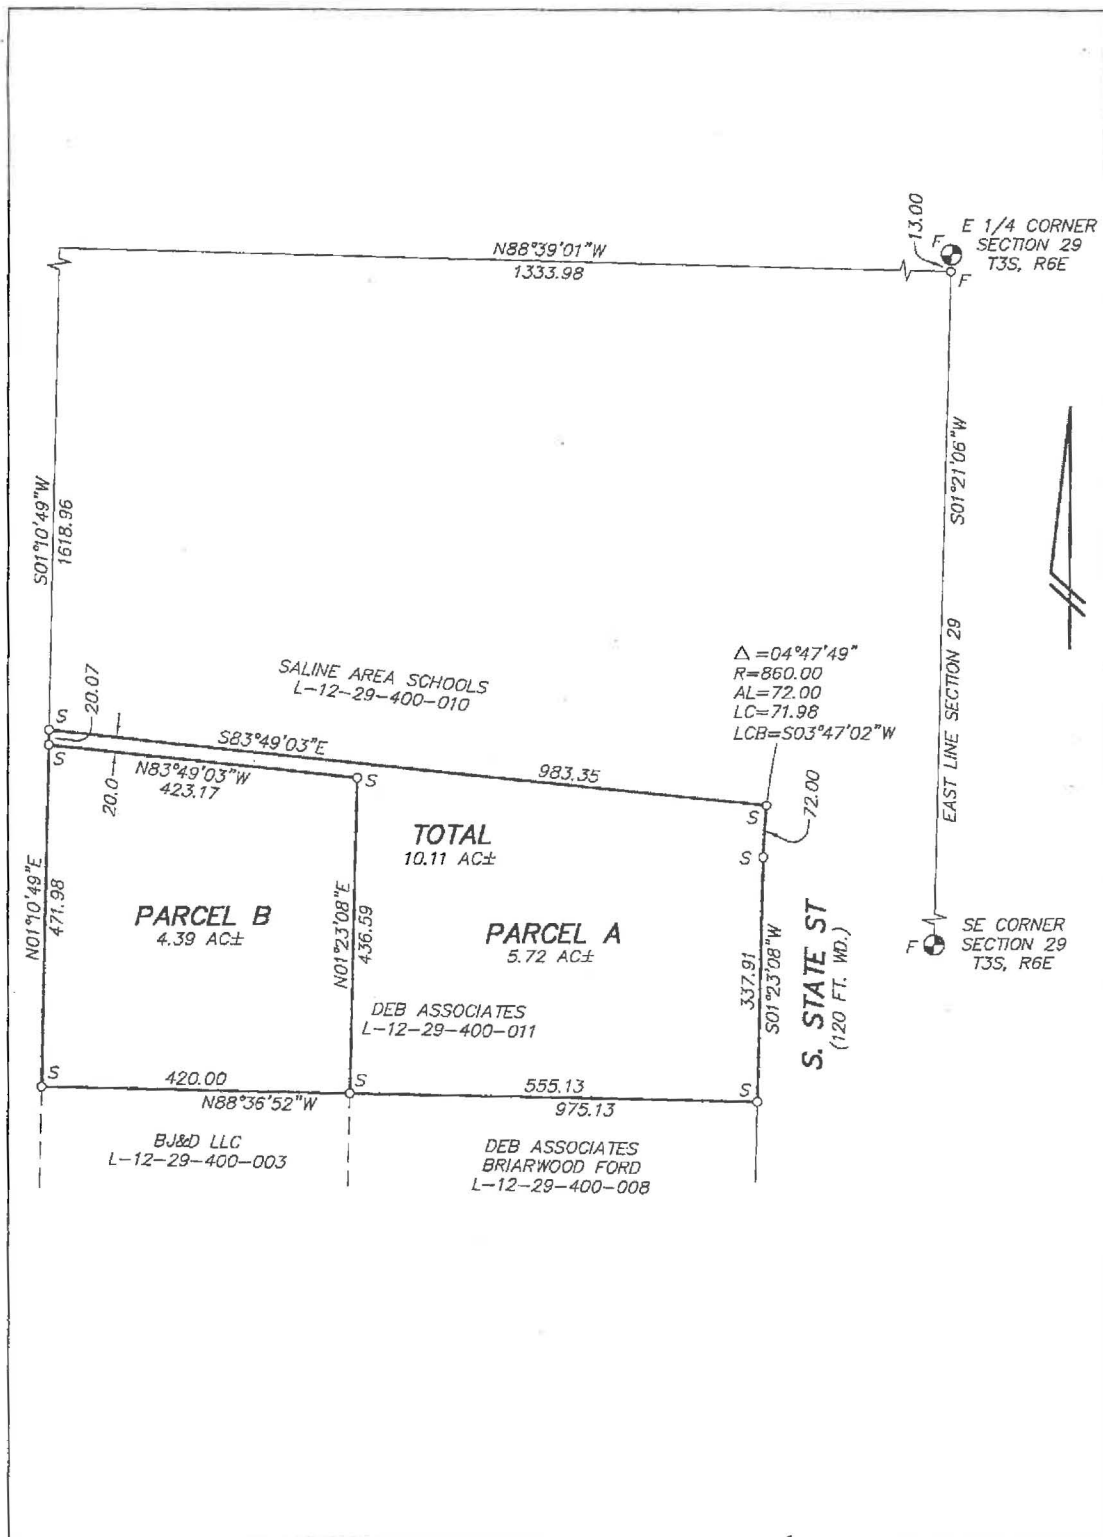 13.00
F
E 1/4 CORNER
SECTION 29
T3S, R6E
F
N88°39'01"W
1333.98
S01°21'06"W
EAST LINE SECTION 29
S01°10'49"W
1618.96
SALINE AREA SCHOOLS
L-12-29-400-010
Δ=04°47'49"
R=860.00
AL=72.00
LC=71.98
LCB=S03°47'02"W
20.07
S
S
S83°49'03"E
983.35
N83°49'03"W
423.17
20.0
S
S
72.00
S
TOTAL
10.11 AC±
N01°10'49"E
471.98
PARCEL B
4.39 AC±
N01°23'08"E
436.59
PARCEL A
5.72 AC±
337.91
S01°23'08"W
S. STATE ST
(120 FT. WD.)
F
SE CORNER
SECTION 29
T3S, R6E
DEB ASSOCIATES
L-12-29-400-011
S
420.00
N88°36'52"W
S
555.13
975.13
S
BJ&D LLC
L-12-29-400-003
DEB ASSOCIATES
BRIARWOOD FORD
L-12-29-400-008